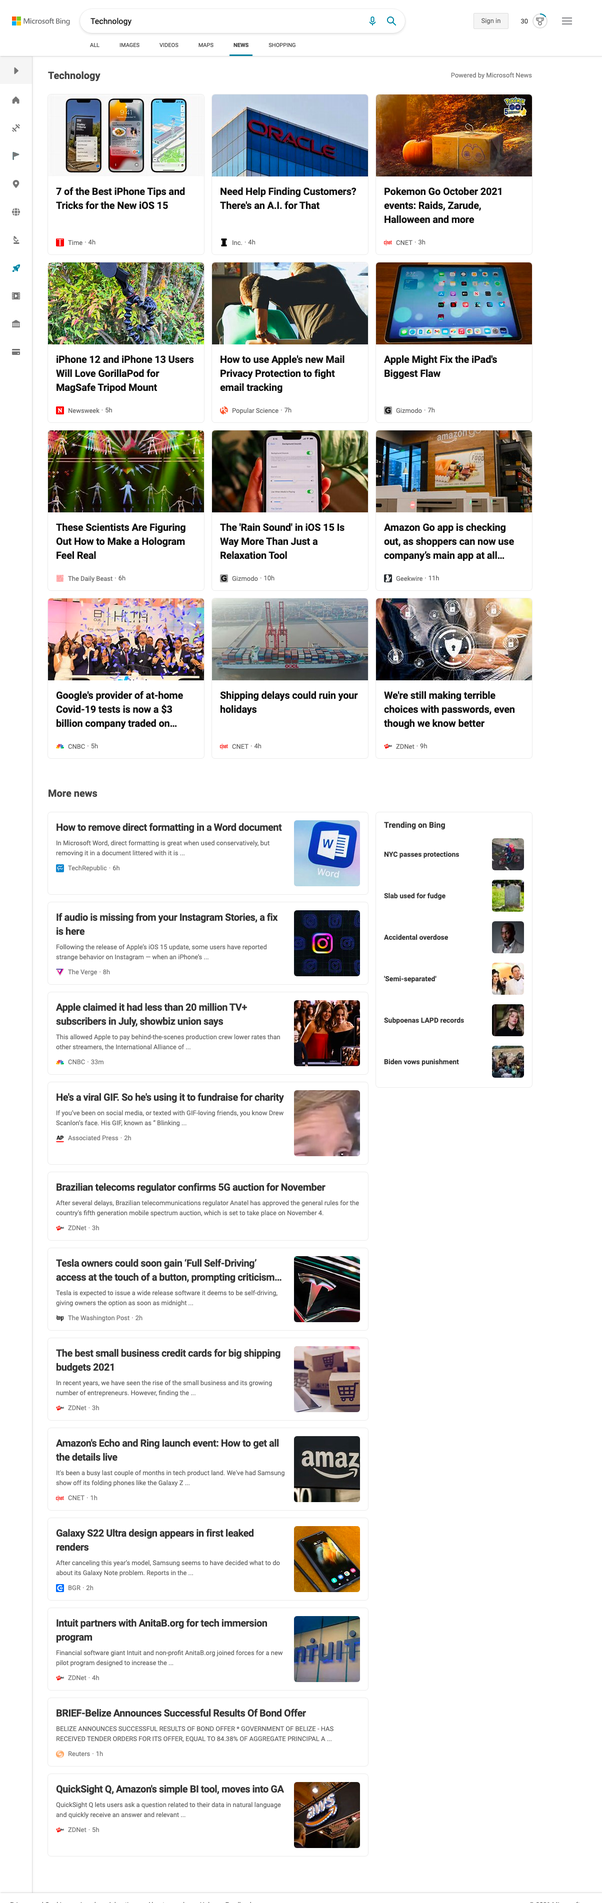 Microsoft Bing
Technology
Sign in
30
ALL IMAGES VIDEOS MAPS NEWS SHOPPING
Technology
Powered by Microsoft News
7 of the Best iPhone Tips and
Tricks for the New iOS 15
Time · 4h
ORACLE
Need Help Finding Customers?
There's an A.I. for That
Inc. · 4h
Pokemon Go October 2021
events: Raids, Zarude,
Halloween and more
CNET · 3h
iPhone 12 and iPhone 13 Users
Will Love GorillaPod for
MagSafe Tripod Mount
Newsweek · 5h
How to use Apple's new Mail
Privacy Protection to fight
email tracking
Popular Science · 7h
Apple Might Fix the iPad's
Biggest Flaw
Gizmodo · 7h
These Scientists Are Figuring
Out How to Make a Hologram
Feel Real
The Daily Beast · 6h
The 'Rain Sound' in iOS 15 Is
Way More Than Just a
Relaxation Tool
Gizmodo · 10h
amazon
Amazon Go app is checking
out, as shoppers can now use
company's main app at all...
Geekwire · 11h
Google's provider of at-home
Covid-19 tests is now a $3
billion company traded on...
CNBC · 5h
Shipping delays could ruin your
holidays
CNET · 4h
We're still making terrible
choices with passwords, even
though we know better
ZDNet · 9h
More news
How to remove direct formatting in a Word document
In Microsoft Word, direct formatting is great when used conservatively, but
removing it in a document littered with it is ...
TechRepublic · 6h
W
Word
If audio is missing from your Instagram Stories, a fix
is here
Following the release of Apple's iOS 15 update, some users have reported
strange behavior on Instagram — when an iPhone's ...
The Verge · 8h
Apple claimed it had less than 20 million TV+
subscribers in July, showbiz union says
This allowed Apple to pay behind-the-scenes production crew lower rates than
other streamers, the International Alliance of ...
CNBC · 33m
He's a viral GIF. So he's using it to fundraise for charity
If you've been on social media, or texted with GIF-loving friends, you know Drew
Scanlon's face. His GIF, known as " Blinking ...
AP Associated Press · 2h
Brazilian telecoms regulator confirms 5G auction for November
After several delays, Brazilian telecommunications regulator Anatel has approved the general rules for the
country's fifth generation mobile spectrum auction, which is set to take place on November 4.
ZDNet · 3h
Tesla owners could soon gain 'Full Self-Driving'
access at the touch of a button, prompting criticism...
Tesla is expected to issue a wide release software it deems to be self-driving,
giving owners the option as soon as midnight ...
wp The Washington Post · 2h
The best small business credit cards for big shipping
budgets 2021
In recent years, we have seen the rise of the small business and its growing
number of entrepreneurs. However, finding the ...
ZDNet · 3h
Amazon's Echo and Ring launch event: How to get all
the details live
It's been a busy last couple of months in tech product land. We've had Samsung
show off its folding phones like the Galaxy Z ...
CNET · 1h
amaz
Galaxy S22 Ultra design appears in first leaked
renders
After canceling this year's model, Samsung seems to have decided what to do
about its Galaxy Note problem. Reports in the ...
BGR · 2h
Intuit partners with AnitaB.org for tech immersion
program
Financial software giant Intuit and non-profit AnitaB.org joined forces for a new
pilot program designed to increase the ...
ZDNet · 4h
ntuit
BRIEF-Belize Announces Successful Results Of Bond Offer
BELIZE ANNOUNCES SUCCESSFUL RESULTS OF BOND OFFER * GOVERNMENT OF BELIZE - HAS
RECEIVED TENDER ORDERS FOR ITS OFFER, EQUAL TO 84.38% OF AGGREGATE PRINCIPAL A ...
Reuters · 1h
QuickSight Q, Amazon's simple BI tool, moves into GA
QuickSight Q lets users ask a question related to their data in natural language
and quickly receive an answer and relevant ...
ZDNet · 5h
aws
Trending on Bing
NYC passes protections
Slab used for fudge
Accidental overdose
'Semi-separated'
Subpoenas LAPD records
Biden vows punishment